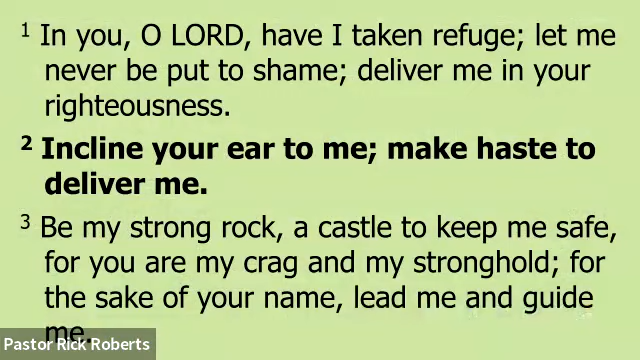 1 In you, O LORD, have I taken refuge; let me
never be put to shame; deliver me in your
righteousness.
2 Incline your ear to me; make haste to
deliver me.
3 Be my strong rock, a castle to keep me safe,
for you are my crag and my stronghold; for
the sake of your name, lead me and guide
me.
Pastor Rick Roberts